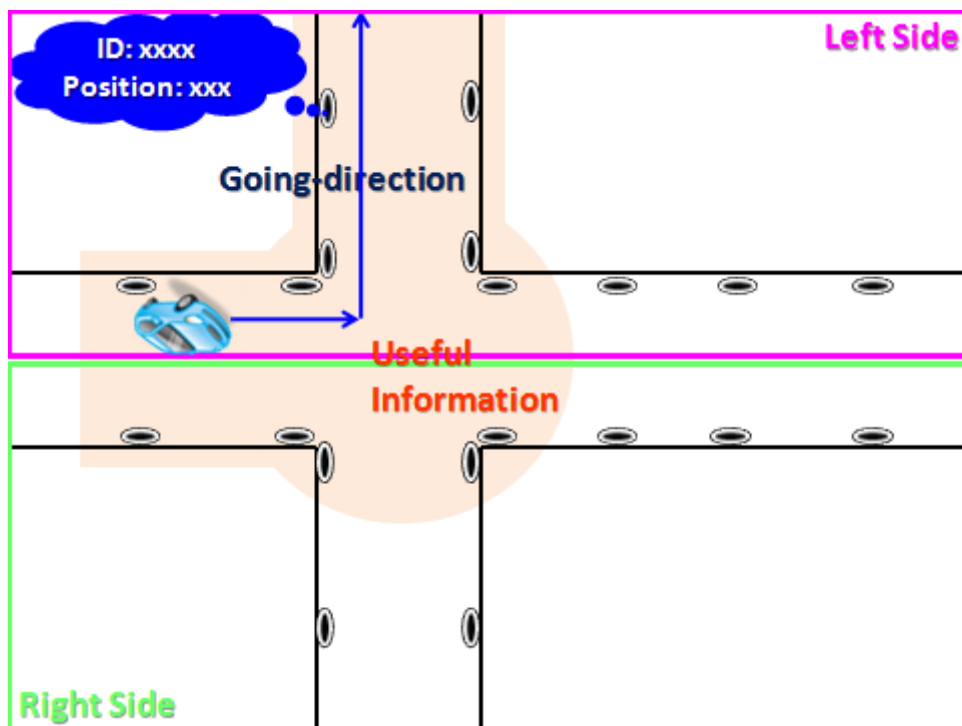 ID: xxxx
Position: xxx
Left Side
Going-direction
Useful
Information
Right Side